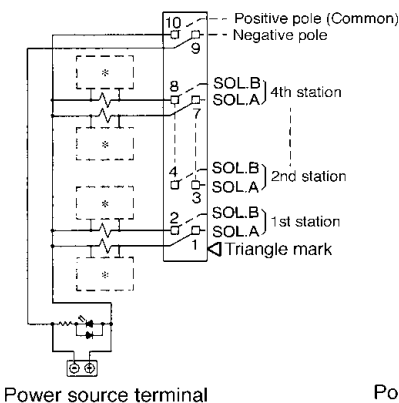 10 Positive pole (Common)
9 Negative pole
*
8 SOL.B
SOL.A 4th station
7
*
4 SOL.B
SOL.A 2nd station
3
*
2 SOL.B
SOL.A 1st station
1
Triangle mark
*
⊖ ⊕
Power source terminal
Po